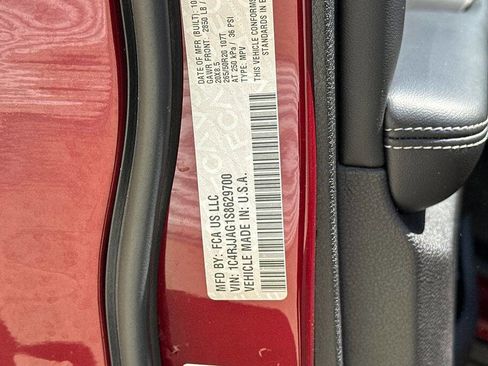 MFD BY: FCA US LLC
VIN: 1C4RJJAG1S8629700
VEHICLE MADE IN: U.S.A.
DATE OF MFR (BUILT): 10
GAWR FRONT: 2850 LB /
20X8.5
265/50R20 107T
AT 250 kPa / 36 PSI
TYPE: MPV
THIS VEHICLE CONFORMS
STANDARDS IN E